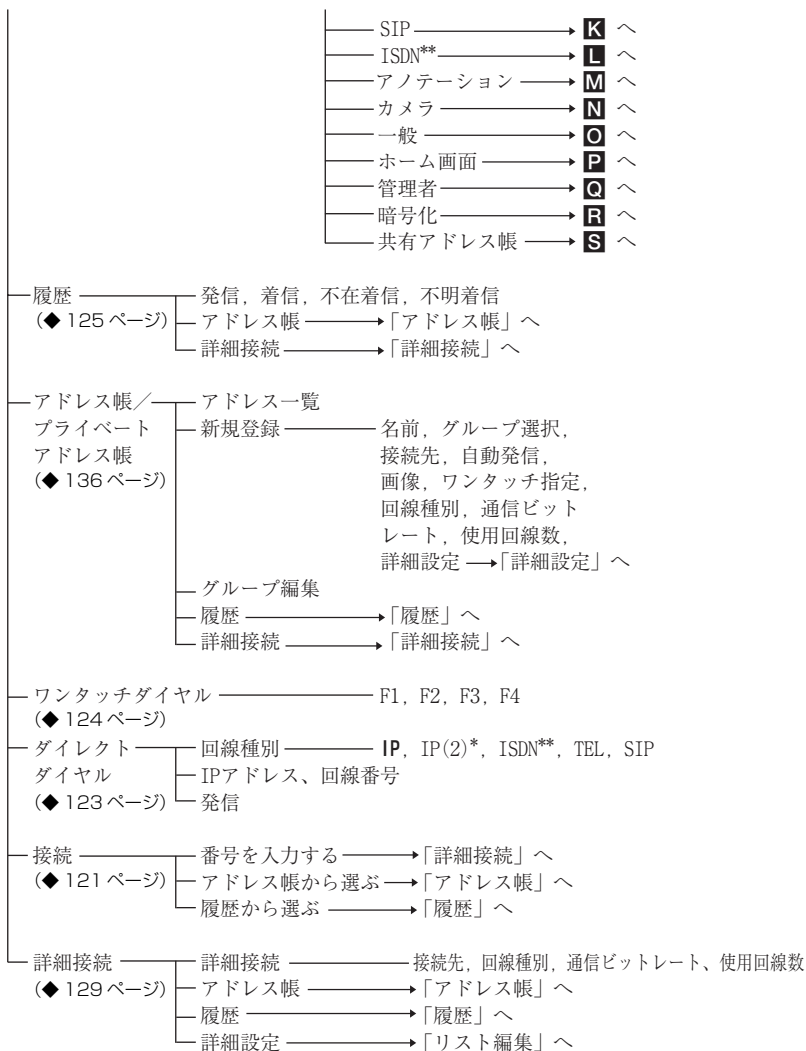 SIP → K へ
ISDN** → L へ
アノテーション → M へ
カメラ → N へ
一般 → O へ
ホーム画面 → P へ
管理者 → Q へ
暗号化 → R へ
共有アドレス帳 → S へ
履歴 発信, 着信, 不在着信, 不明着信
(◆ 125 ページ) アドレス帳 →「アドレス帳」へ
詳細接続 →「詳細接続」へ
アドレス帳／ アドレス一覧
プライベート 新規登録 名前, グループ選択,
アドレス帳 接続先, 自動発信,
(◆ 136 ページ) 画像, ワンタッチ指定,
回線種別, 通信ビット
レート, 使用回線数,
詳細設定 →「詳細設定」へ
グループ編集
履歴 →「履歴」へ
詳細接続 →「詳細接続」へ
ワンタッチダイヤル F1, F2, F3, F4
(◆ 124 ページ)
ダイレクト 回線種別 IP, IP(2)*, ISDN**, TEL, SIP
ダイヤル IPアドレス、回線番号
(◆ 123 ページ) 発信
接続 番号を入力する →「詳細接続」へ
(◆ 121 ページ) アドレス帳から選ぶ →「アドレス帳」へ
履歴から選ぶ →「履歴」へ
詳細接続 詳細接続 接続先, 回線種別, 通信ビットレート、使用回線数
(◆ 129 ページ) アドレス帳 →「アドレス帳」へ
履歴 →「履歴」へ
詳細設定 →「リスト編集」へ